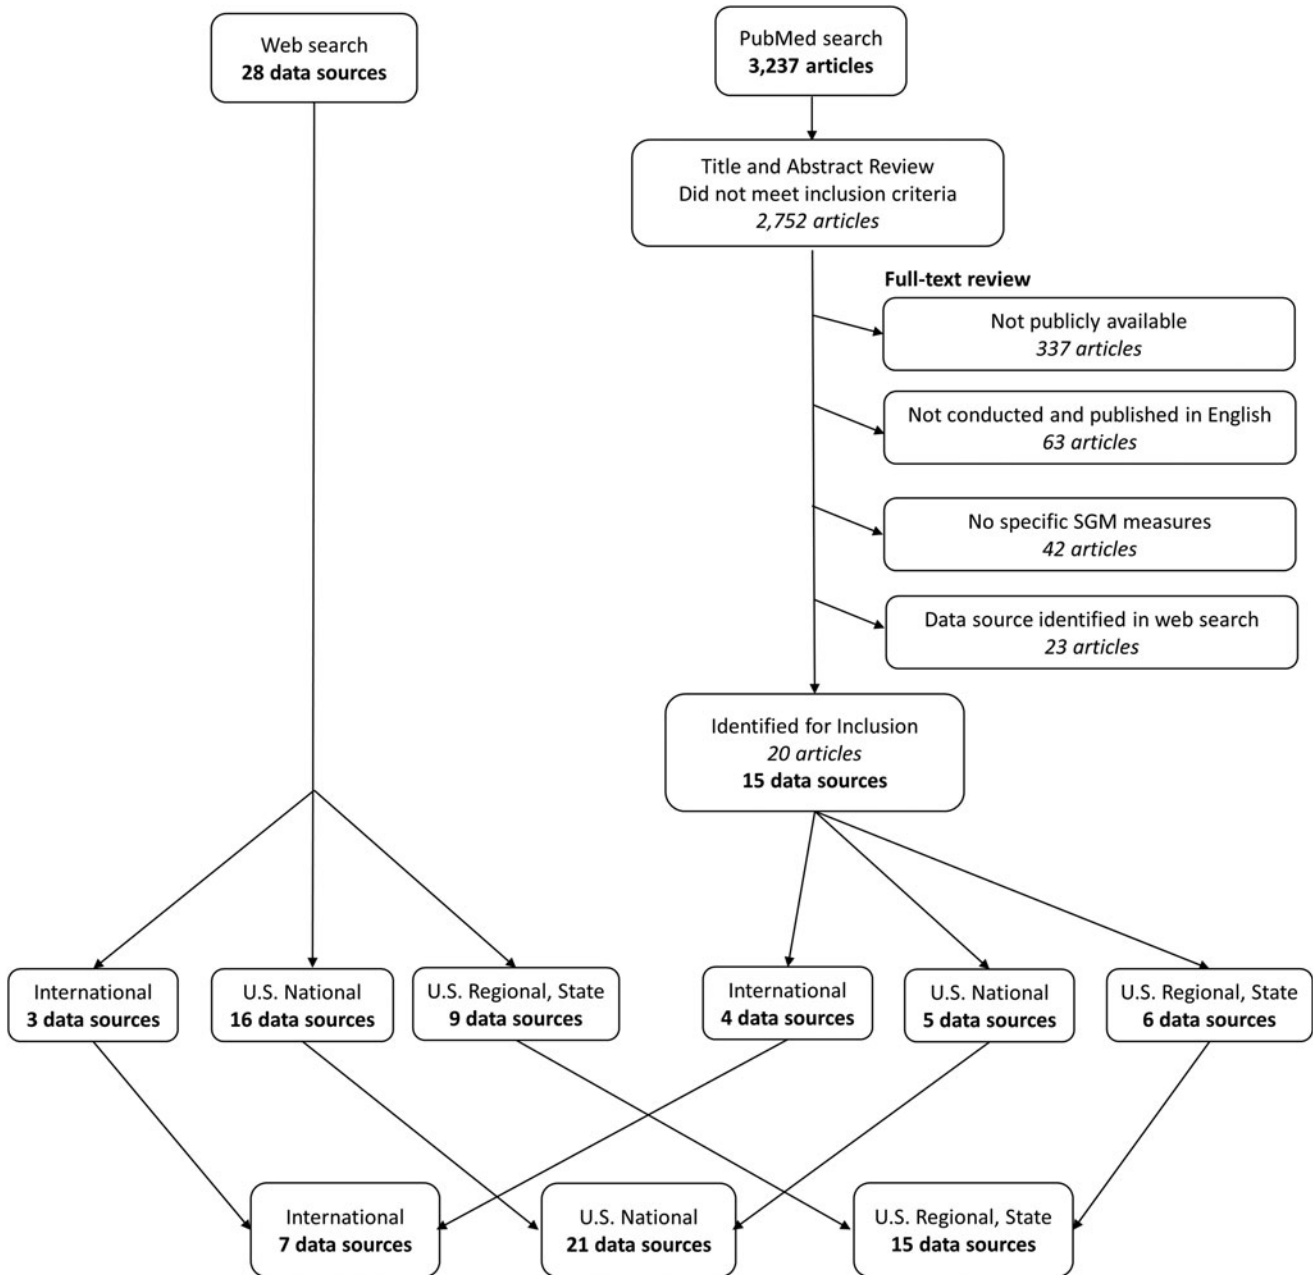 Web search
28 data sources
PubMed search
3,237 articles
Title and Abstract Review
Did not meet inclusion criteria
2,752 articles
Full-text review
Not publicly available
337 articles
Not conducted and published in English
63 articles
No specific SGM measures
42 articles
Data source identified in web search
23 articles
Identified for Inclusion
20 articles
15 data sources
International
3 data sources
U.S. National
16 data sources
U.S. Regional, State
9 data sources
International
4 data sources
U.S. National
5 data sources
U.S. Regional, State
6 data sources
International
7 data sources
U.S. National
21 data sources
U.S. Regional, State
15 data sources